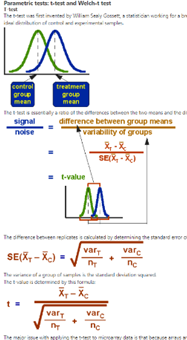 Parametric tests: t-test and Welch-t test
T-test
The t-test was first invented by William Sealy Gossett, a statistician working for a
ideal distribution of control and experimental samples.
control group mean
treatment group mean
The t test is essentially a ratio of the differences between the two means and the
signal = difference between group means
noise variability of groups
= X̄T - X̄C
SE(X̄T - X̄C)
= t-value
The difference between replicates is calculated by determining the standard error of
SE(X̄T – X̄C) = √ varT + varC
nT nC
The variance of a group of samples is the standard deviation squared.
The t value is determined by this formula:
t = X̄T – X̄C
√ varT + varC
nT nC
The major issue with applying the t-test to microarray data is that because arrays